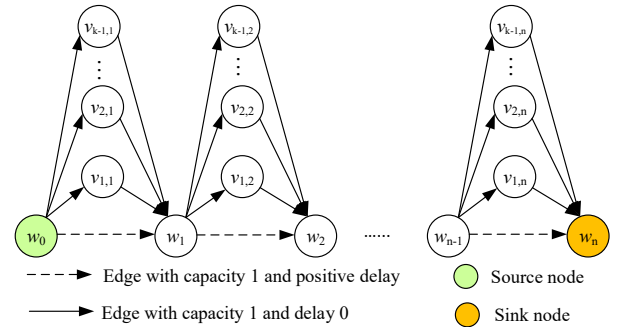 v_{k-1,1} v_{k-1,2} v_{k-1,n}
⋮ ⋮ ⋮
v_{2,1} v_{2,2} v_{2,n}
v_{1,1} v_{1,2} v_{1,n}
w_0 w_1 w_2 ...... w_{n-1} w_n
Edge with capacity 1 and positive delay Source node
Edge with capacity 1 and delay 0 Sink node